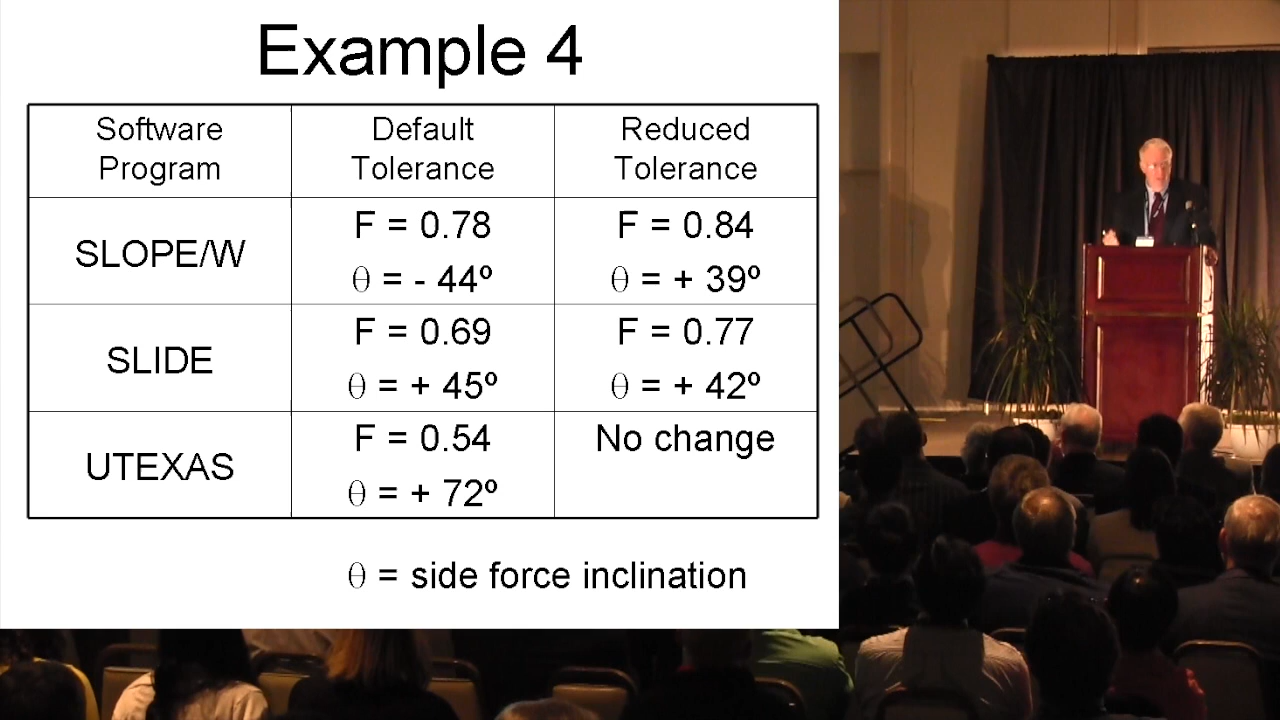 Example 4
Software Program
Default Tolerance
Reduced Tolerance
SLOPE/W
F = 0.78
θ = - 44º
F = 0.84
θ = + 39º
SLIDE
F = 0.69
θ = + 45º
F = 0.77
θ = + 42º
UTEXAS
F = 0.54
θ = + 72º
No change
θ = side force inclination